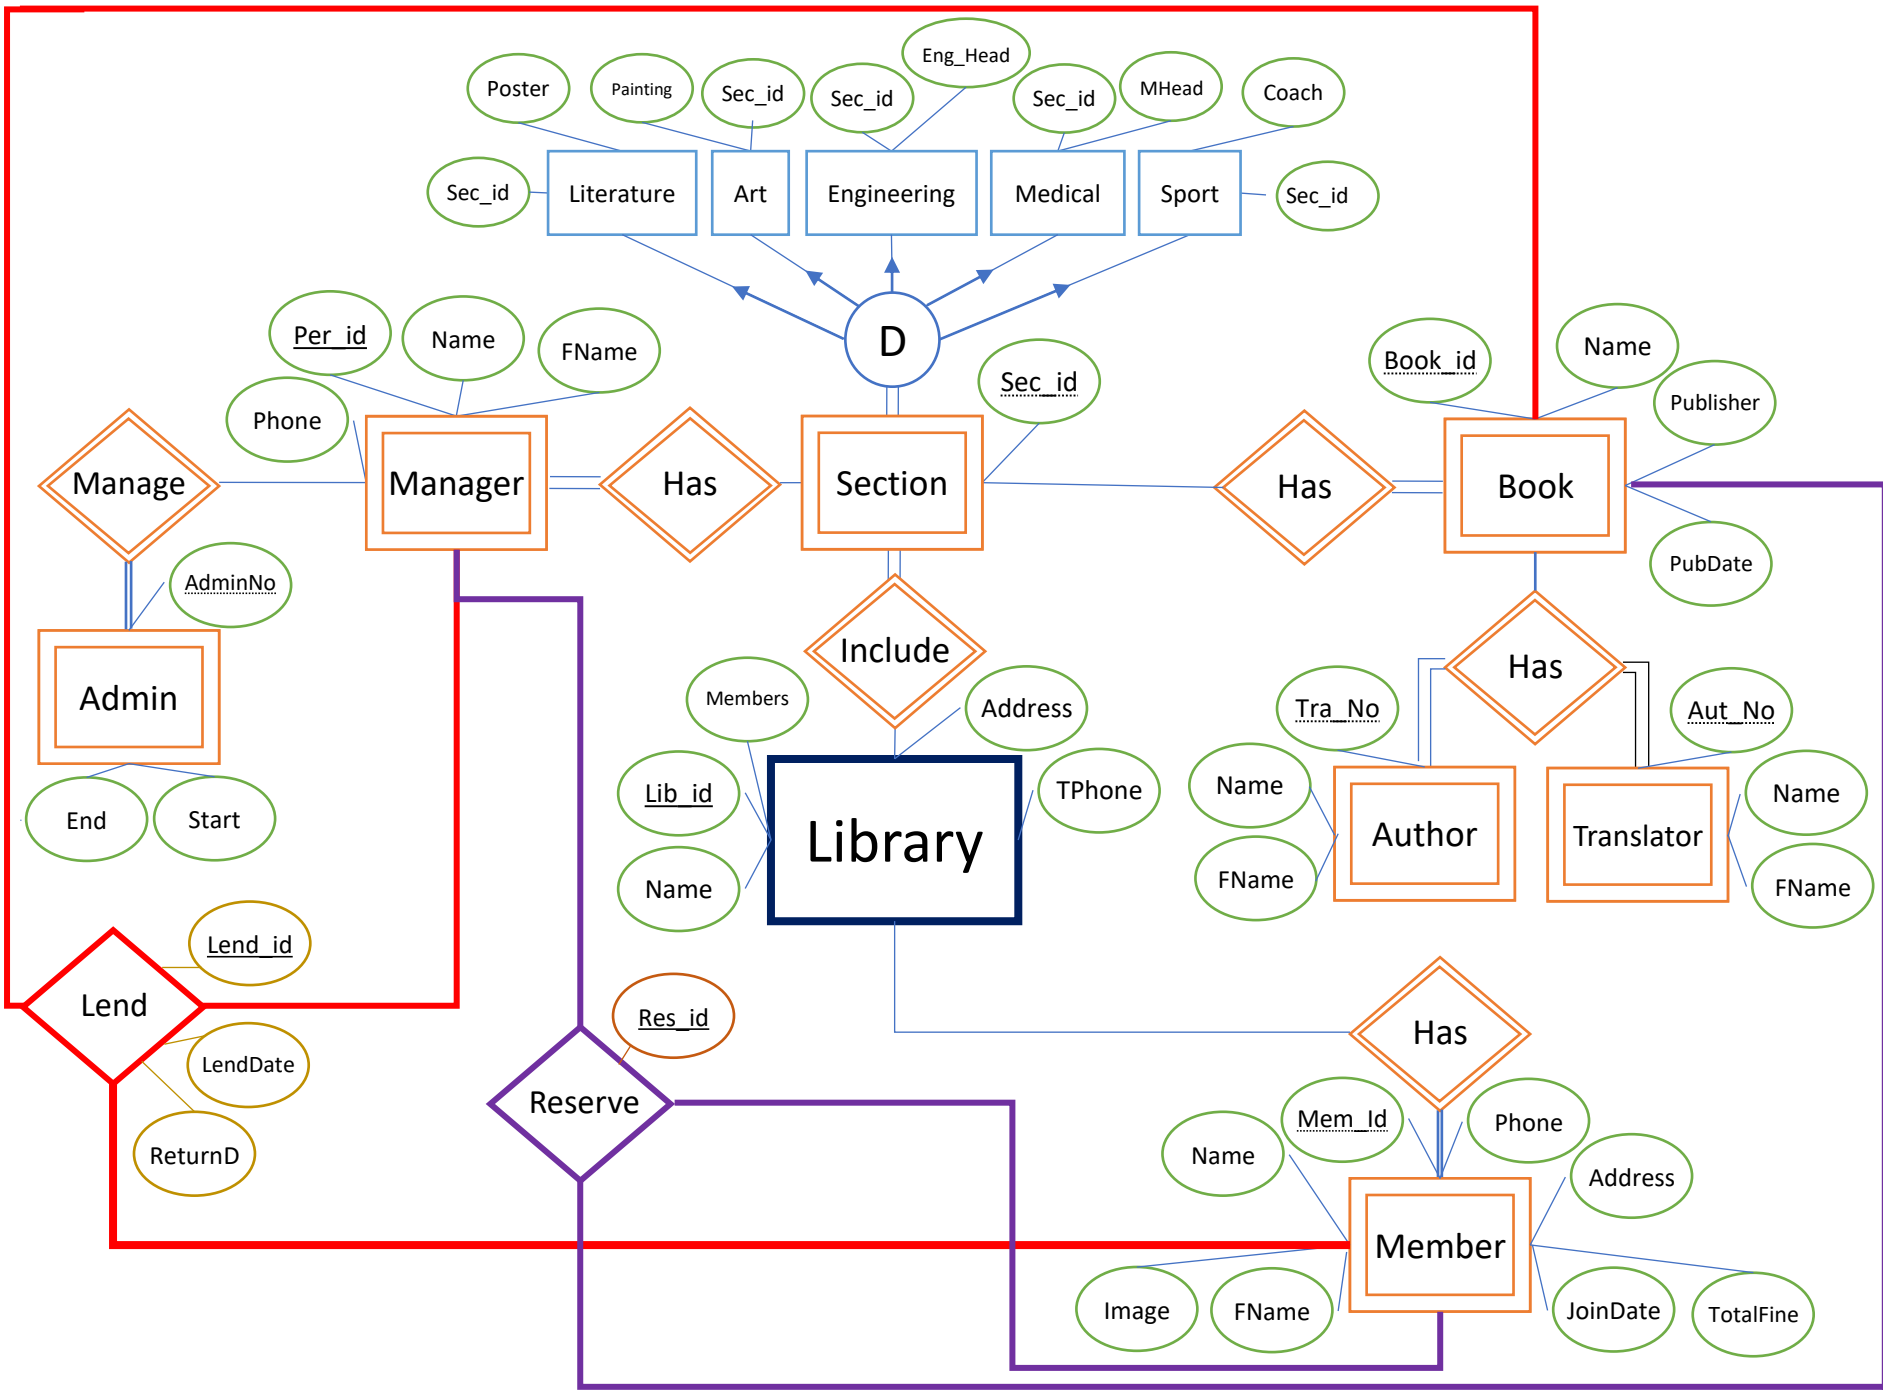 Eng_Head
Poster
Painting
Sec_id
Sec_id
Sec_id
MHead
Coach
Sec_id
Literature
Art
Engineering
Medical
Sport
Sec_id
Per_id
Name
FName
D
Sec_id
Book_id
Name
Publisher
Phone
Manage
Manager
Has
Section
Has
Book
AdminNo
PubDate
Admin
Include
Has
Members
Address
Tra_No
Aut_No
Lib_id
TPhone
Name
Name
End
Start
Library
Author
Translator
Name
FName
FName
Lend_id
Lend
Res_id
Has
LendDate
Reserve
Mem_Id
Phone
ReturnD
Name
Address
Member
Image
FName
JoinDate
TotalFine